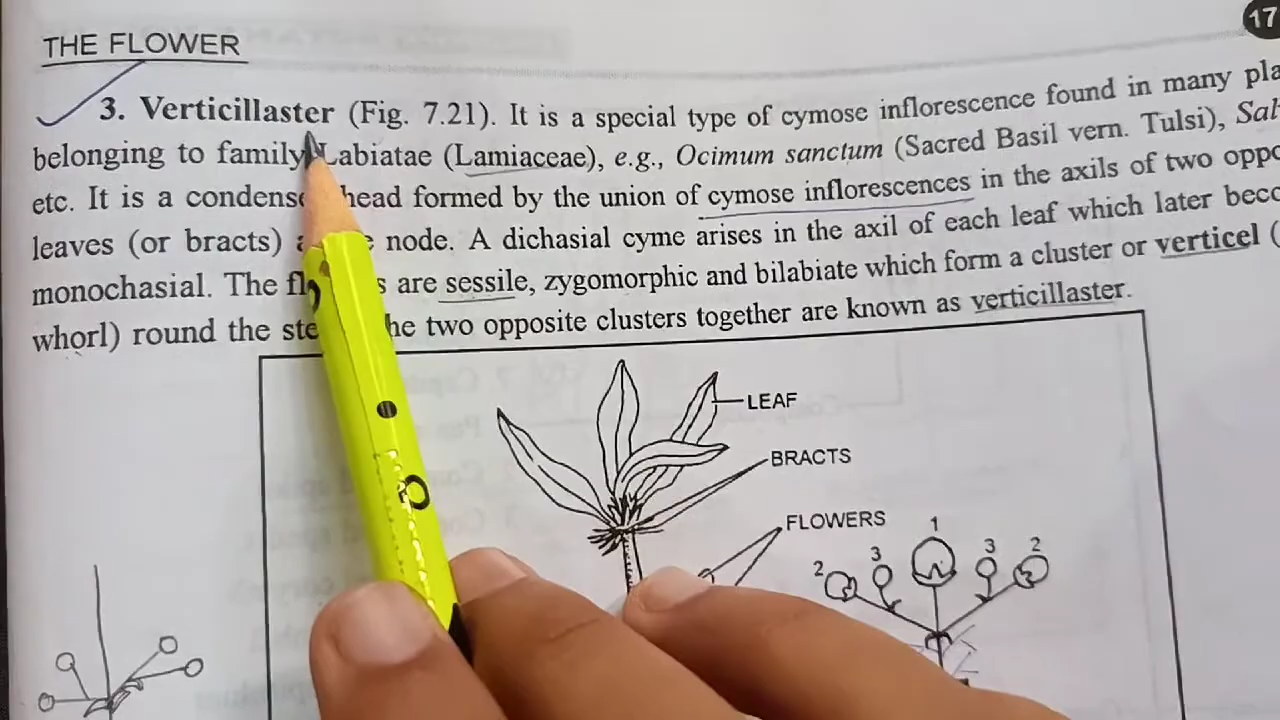 THE FLOWER
17
3. Verticillaster (Fig. 7.21). It is a special type of cymose inflorescence found in many pla
belonging to family Labiatae (Lamiaceae), e.g., Ocimum sanctum (Sacred Basil vern. Tulsi), Sal
etc. It is a condens head formed by the union of cymose inflorescences in the axils of two oppo
leaves (or bracts) a node. A dichasial cyme arises in the axil of each leaf which later beco
monochasial. The fl s are sessile, zygomorphic and bilabiate which form a cluster or verticel (
whorl) round the ste he two opposite clusters together are known as verticillaster.
LEAF
BRACTS
FLOWERS
1
2 3 3 2